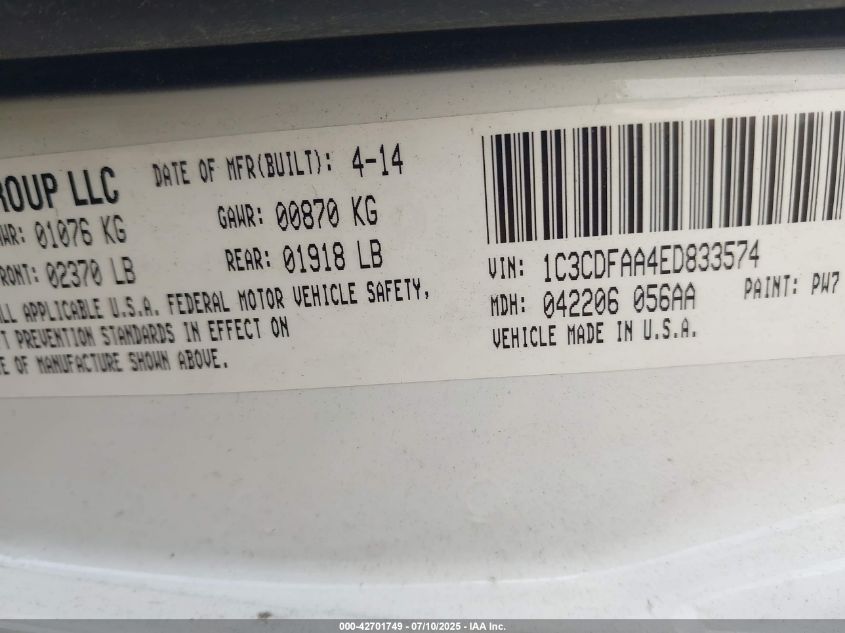 ROUP LLC DATE OF MFR(BUILT): 4-14
WR: 01076 KG GAWR: 00870 KG
RONT: 02370 LB REAR: 01918 LB
ALL APPLICABLE U.S.A. FEDERAL MOTOR VEHICLE SAFETY,
T PREVENTION STANDARDS IN EFFECT ON
E OF MANUFACTURE SHOWN ABOVE.
VIN: 1C3CDFAA4ED833574
MDH: 042206 056AA PAINT: PW7
VEHICLE MADE IN U.S.A.
000-42701749 - 07/10/2025 - IAA Inc.